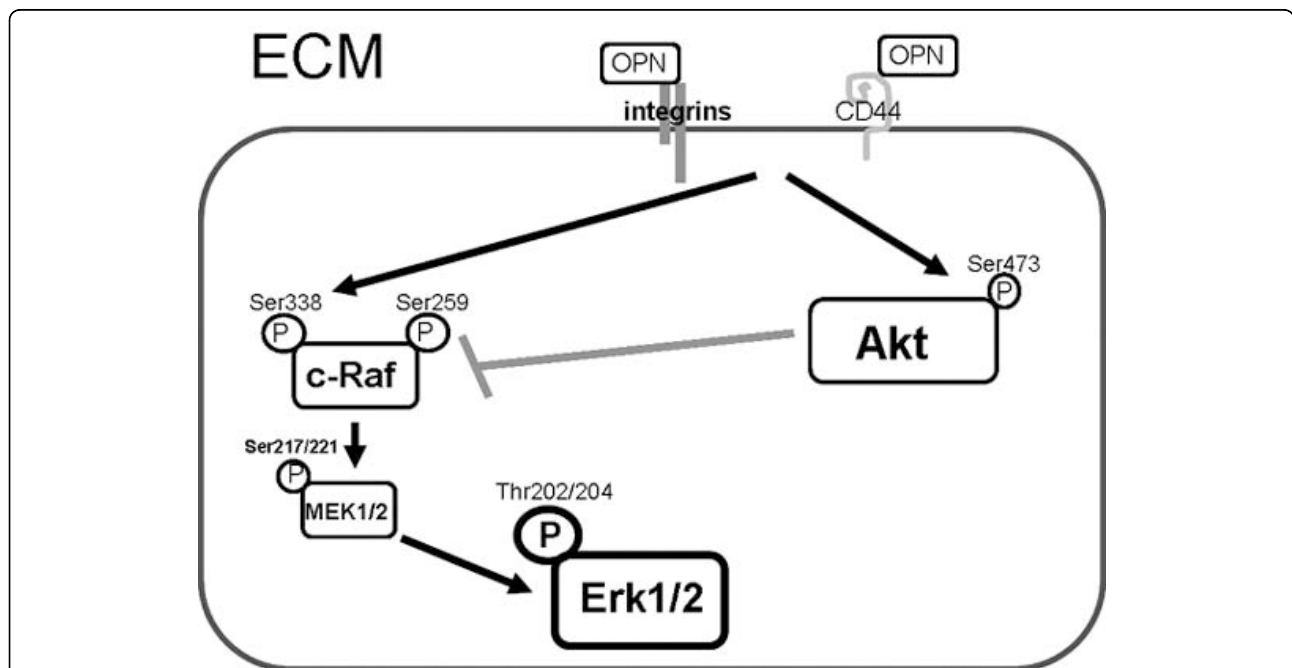 ECM
OPN
OPN
integrins
CD44
Ser473
P
Akt
Ser338
Ser259
P
P
c-Raf
Ser217/221
P
MEK1/2
Thr202/204
P
Erk1/2